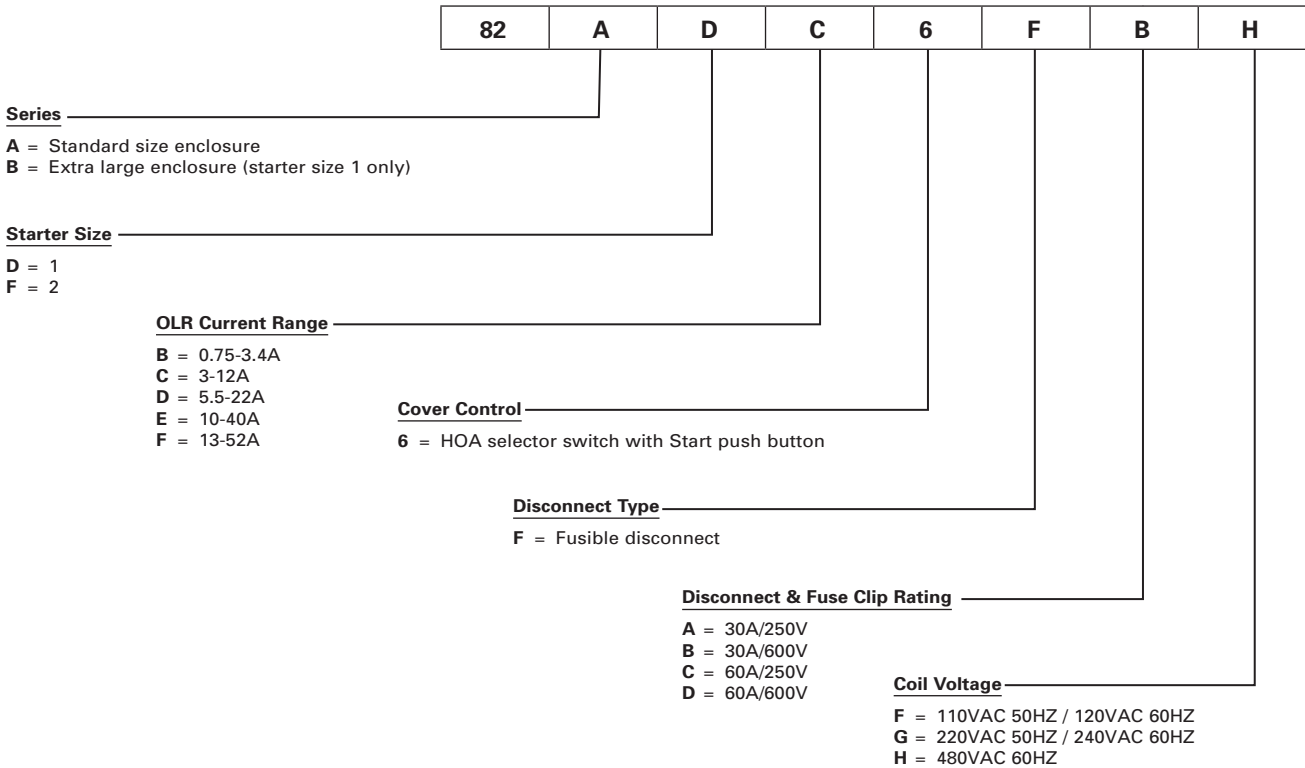 82 A D C 6 F B H
Series
A = Standard size enclosure
B = Extra large enclosure (starter size 1 only)
Starter Size
D = 1
F = 2
OLR Current Range
B = 0.75-3.4A
C = 3-12A
D = 5.5-22A
E = 10-40A
F = 13-52A
Cover Control
6 = HOA selector switch with Start push button
Disconnect Type
F = Fusible disconnect
Disconnect & Fuse Clip Rating
A = 30A/250V
B = 30A/600V
C = 60A/250V
D = 60A/600V
Coil Voltage
F = 110VAC 50HZ / 120VAC 60HZ
G = 220VAC 50HZ / 240VAC 60HZ
H = 480VAC 60HZ